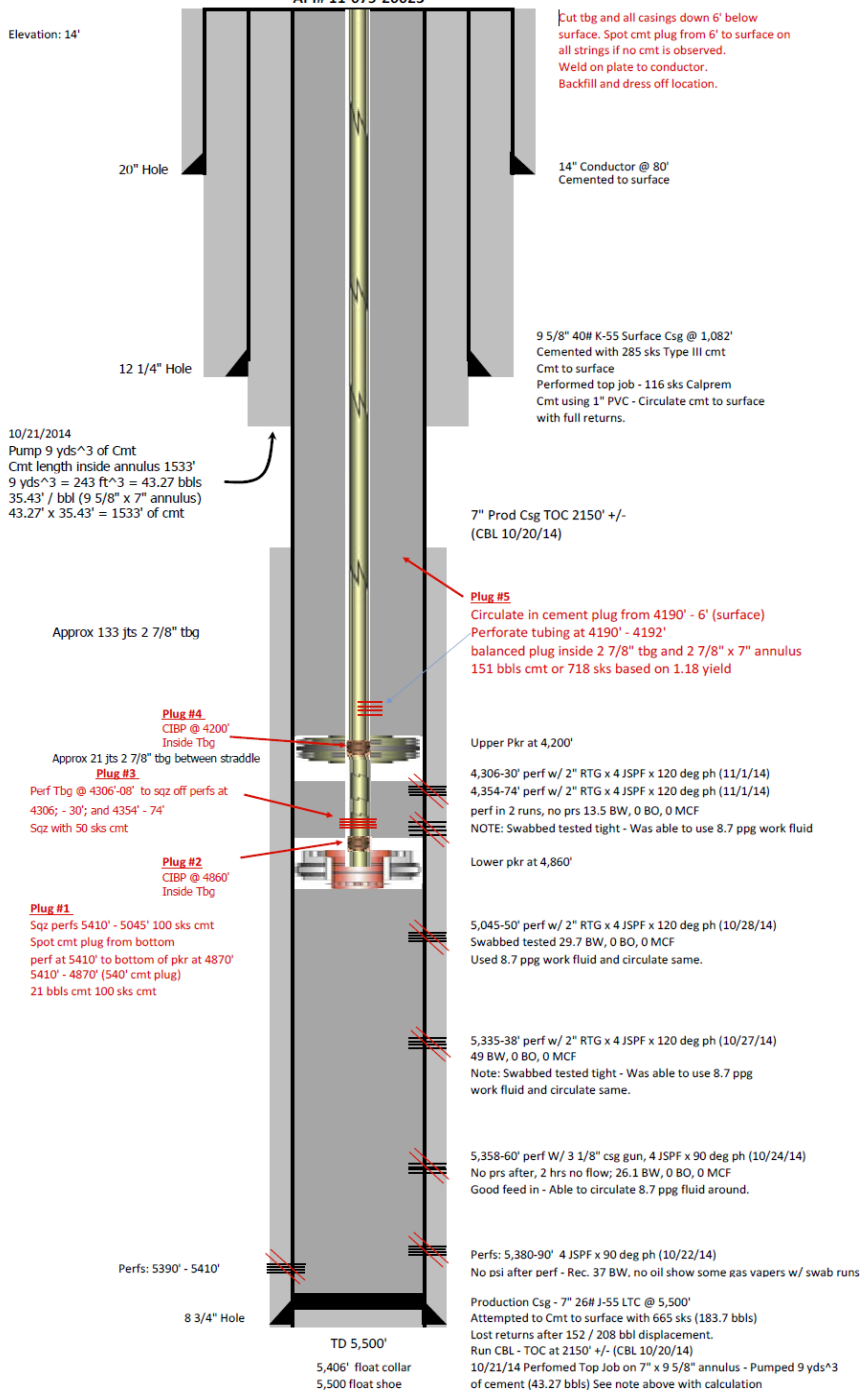 Elevation: 14'
Cut tbg and all casings down 6' below
surface. Spot cmt plug from 6' to surface on
all strings if no cmt is observed.
Weld on plate to conductor.
Backfill and dress off location.
20" Hole
14" Conductor @ 80'
Cemented to surface
12 1/4" Hole
9 5/8" 40# K-55 Surface Csg @ 1,082'
Cemented with 285 sks Type III cmt
Cmt to surface
Performed top job - 116 sks Calprem
Cmt using 1" PVC - Circulate cmt to surface
with full returns.
10/21/2014
Pump 9 yds^3 of Cmt
Cmt length inside annulus 1533'
9 yds^3 = 243 ft^3 = 43.27 bbls
35.43' / bbl (9 5/8" x 7" annulus)
43.27' x 35.43' = 1533' of cmt
7" Prod Csg TOC 2150' +/-
(CBL 10/20/14)
Plug #5
Circulate in cement plug from 4190' - 6' (surface)
Perforate tubing at 4190' - 4192'
balanced plug inside 2 7/8" tbg and 2 7/8" x 7" annulus
151 bbls cmt or 718 sks based on 1.18 yield
Approx 133 jts 2 7/8" tbg
Plug #4
CIBP @ 4200'
Inside Tbg
Upper Pkr at 4,200'
Approx 21 jts 2 7/8" tbg between straddle
Plug #3
Perf Tbg @ 4306'-08' to sqz off perfs at
4306; - 30'; and 4354' - 74'
Sqz with 50 sks cmt
4,306-30' perf w/ 2" RTG x 4 JSPF x 120 deg ph (11/1/14)
4,354-74' perf w/ 2" RTG x 4 JSPF x 120 deg ph (11/1/14)
perf in 2 runs, no prs 13.5 BW, 0 BO, 0 MCF
NOTE: Swabbed tested tight - Was able to use 8.7 ppg work fluid
Plug #2
CIBP @ 4860'
Inside Tbg
Lower pkr at 4,860'
Plug #1
Sqz perfs 5410' - 5045' 100 sks cmt
Spot cmt plug from bottom
perf at 5410' to bottom of pkr at 4870'
5410' - 4870' (540' cmt plug)
21 bbls cmt 100 sks cmt
5,045-50' perf w/ 2" RTG x 4 JSPF x 120 deg ph (10/28/14)
Swabbed tested 29.7 BW, 0 BO, 0 MCF
Used 8.7 ppg work fluid and circulate same.
5,335-38' perf w/ 2" RTG x 4 JSPF x 120 deg ph (10/27/14)
49 BW, 0 BO, 0 MCF
Note: Swabbed tested tight - Was able to use 8.7 ppg
work fluid and circulate same.
5,358-60' perf W/ 3 1/8" csg gun, 4 JSPF x 90 deg ph (10/24/14)
No prs after, 2 hrs no flow; 26.1 BW, 0 BO, 0 MCF
Good feed in - Able to circulate 8.7 ppg fluid around.
Perfs: 5390' - 5410'
Perfs: 5,380-90' 4 JSPF x 90 deg ph (10/22/14)
No psi after perf - Rec. 37 BW, no oil show some gas vapers w/ swab runs
8 3/4" Hole
Production Csg - 7" 26# J-55 LTC @ 5,500'
Attempted to Cmt to surface with 665 sks (183.7 bbls)
Lost returns after 152 / 208 bbl displacement.
Run CBL - TOC at 2150' +/- (CBL 10/20/14)
10/21/14 Perfomed Top Job on 7" x 9 5/8" annulus - Pumped 9 yds^3
of cement (43.27 bbls) See note above with calculation
TD 5,500'
5,406' float collar
5,500 float shoe